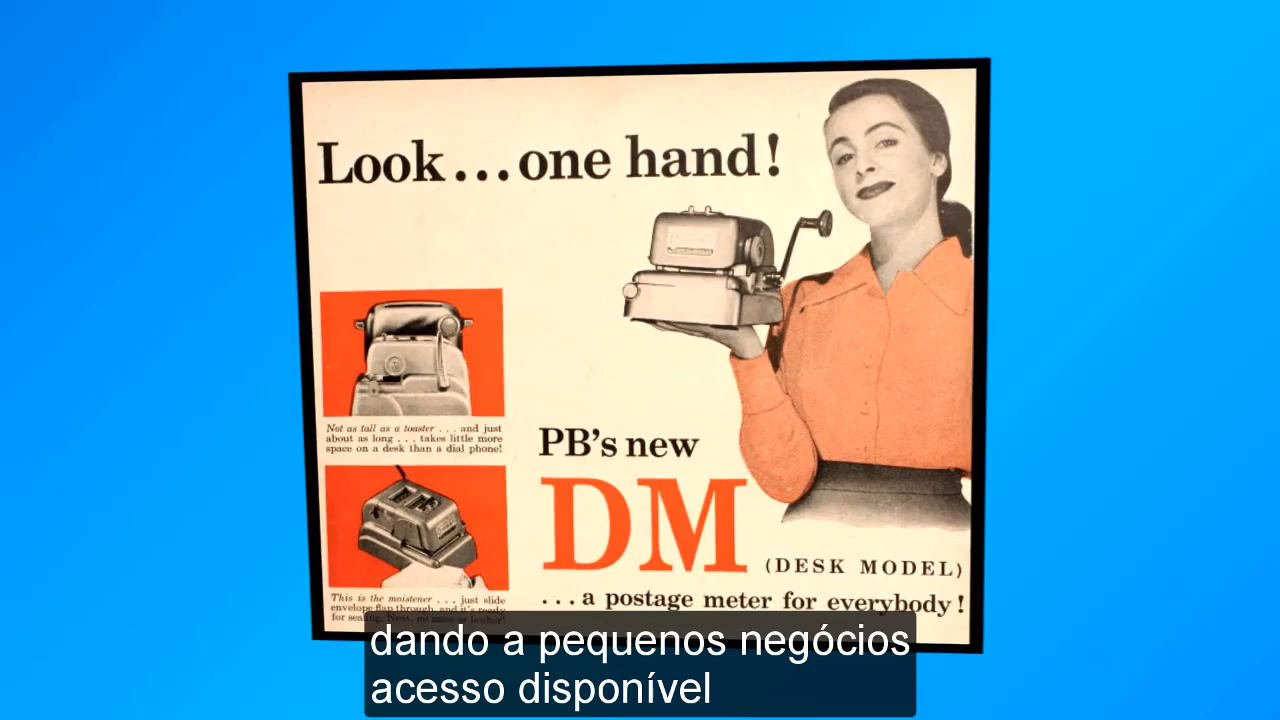 Look...one hand!
Not as tall as a toaster . . . and just
about as long . . . takes little more
space on a desk than a dial phone!
PB's new
DM
(DESK MODEL)
...a postage meter for everybody!
This is the moistener . . . just slide
envelope flap through, and it's ready
for
dando a pequenos negócios
acesso disponível